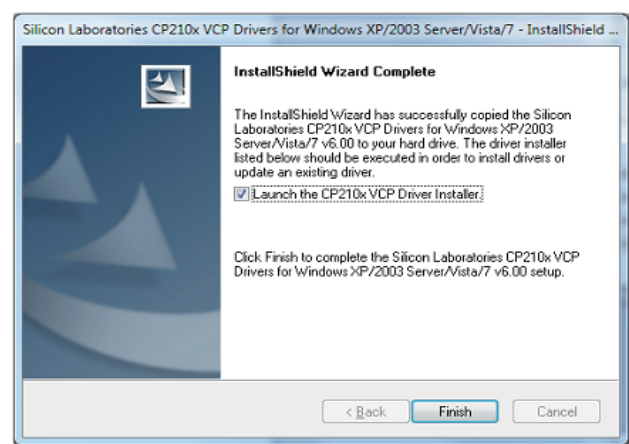 Silicon Laboratories CP210x VCP Drivers for Windows XP/2003 Server/Vista/7 - InstallShield ...
InstallShield Wizard Complete
The InstallShield Wizard has successfully copied the Silicon
Laboratories CP210x VCP Drivers for Windows XP/2003
Server/Vista/7 v6.00 to your hard drive. The driver installer
listed below should be executed in order to install drivers or
update an existing driver.
Launch the CP210x VCP Driver Installer.
Click Finish to complete the Silicon Laboratories CP210x VCP
Drivers for Windows XP/2003 Server/Vista/7 v6.00 setup.
< Back
Finish
Cancel